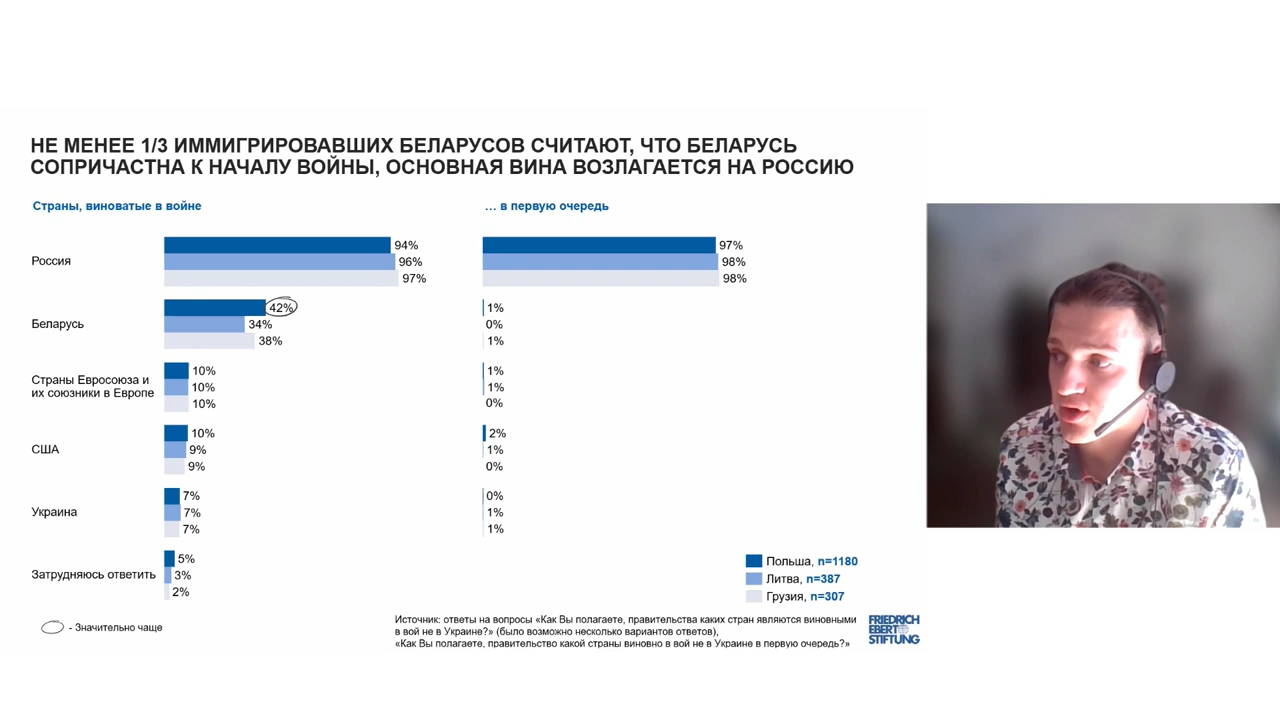 НЕ МЕНЕЕ 1/3 ИММИГРИРОВАВШИХ БЕЛАРУСОВ СЧИТАЮТ, ЧТО БЕЛАРУСЬ
СОПРИЧАСТНА К НАЧАЛУ ВОЙНЫ, ОСНОВНАЯ ВИНА ВОЗЛАГАЕТСЯ НА РОССИЮ
Страны, виноватые в войне
... в первую очередь
Россия
94%
96%
97%
97%
98%
98%
Беларусь
42%
34%
38%
1%
0%
1%
Страны Евросоюза и
их союзники в Европе
10%
10%
10%
1%
1%
0%
США
10%
9%
9%
2%
1%
0%
Украина
7%
7%
7%
0%
1%
1%
Затрудняюсь ответить
5%
3%
2%
Польша, n=1180
Литва, n=387
Грузия, n=307
- Значительно чаще
Источник: ответы на вопросы «Как Вы полагаете, правительства каких стран являются виновными
в вой не в Украине?» (было возможно несколько вариантов ответов),
«Как Вы полагаете, правительство какой страны виновно в вой не в Украине в первую очередь?»
FRIEDRICH
EBERT
STIFTUNG